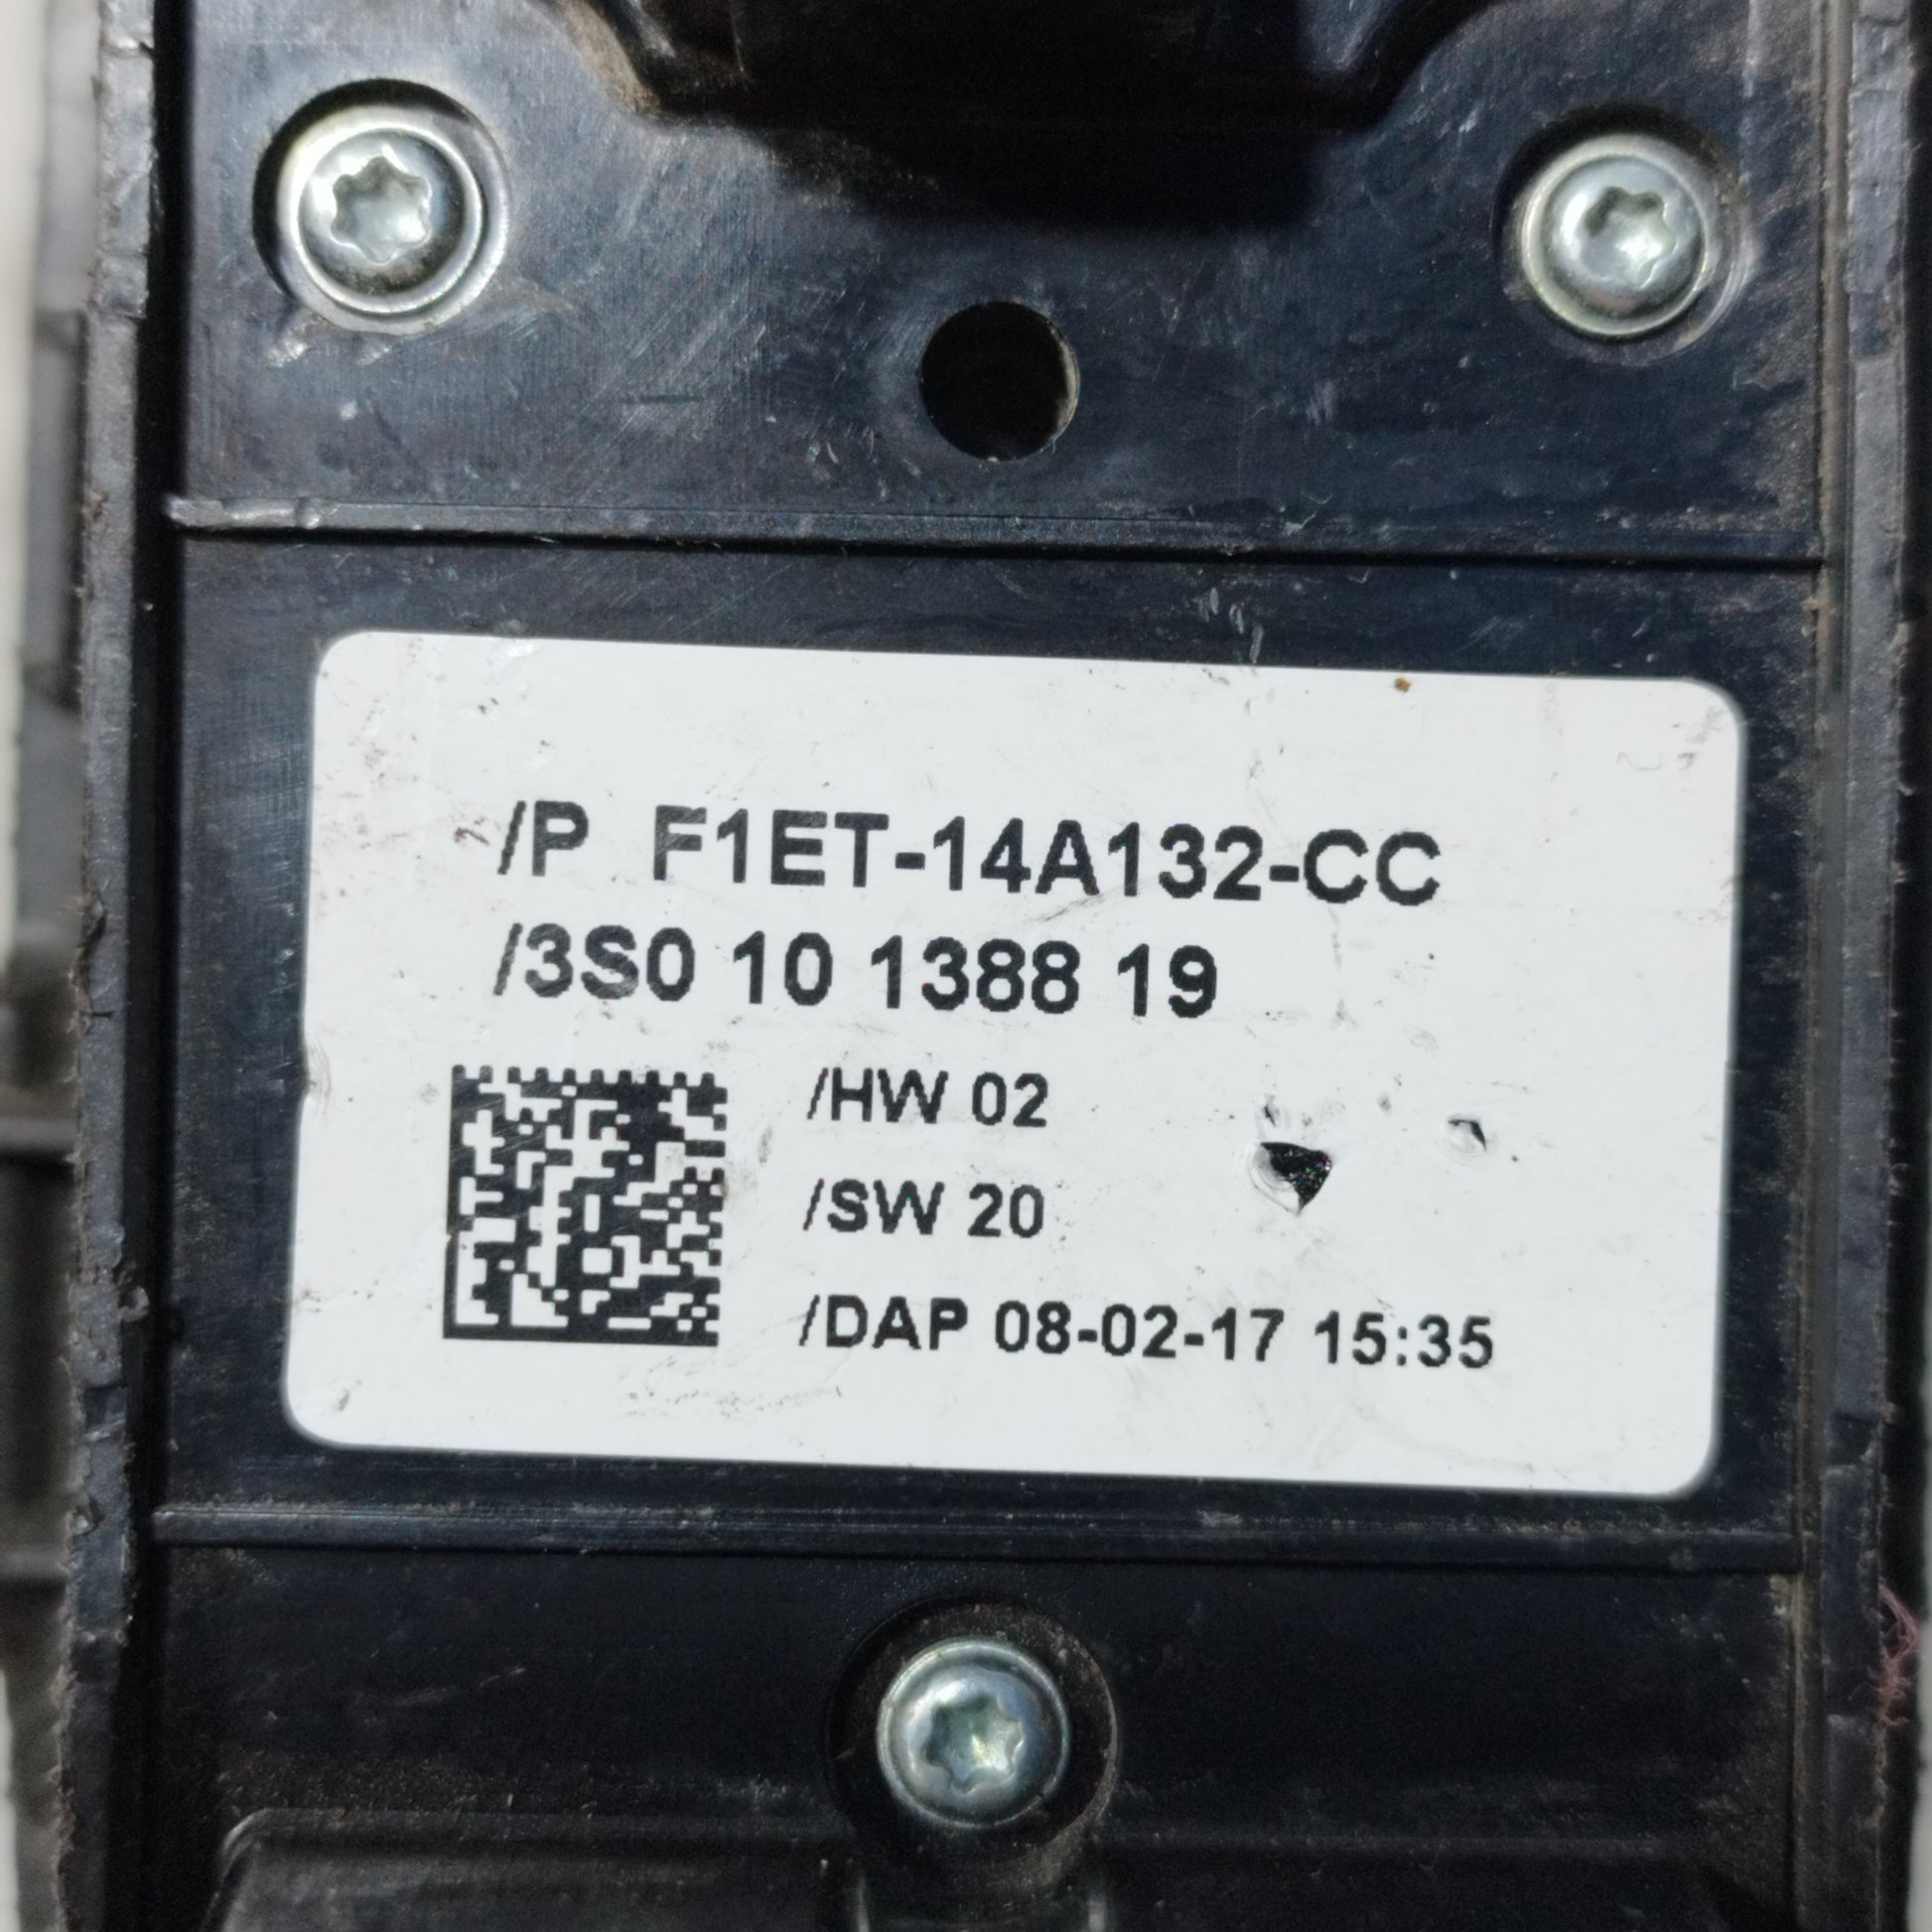 /P F1ET-14A132-CC
/3S0 10 1388 19
/HW 02
/SW 20
/DAP 08-02-17 15:35